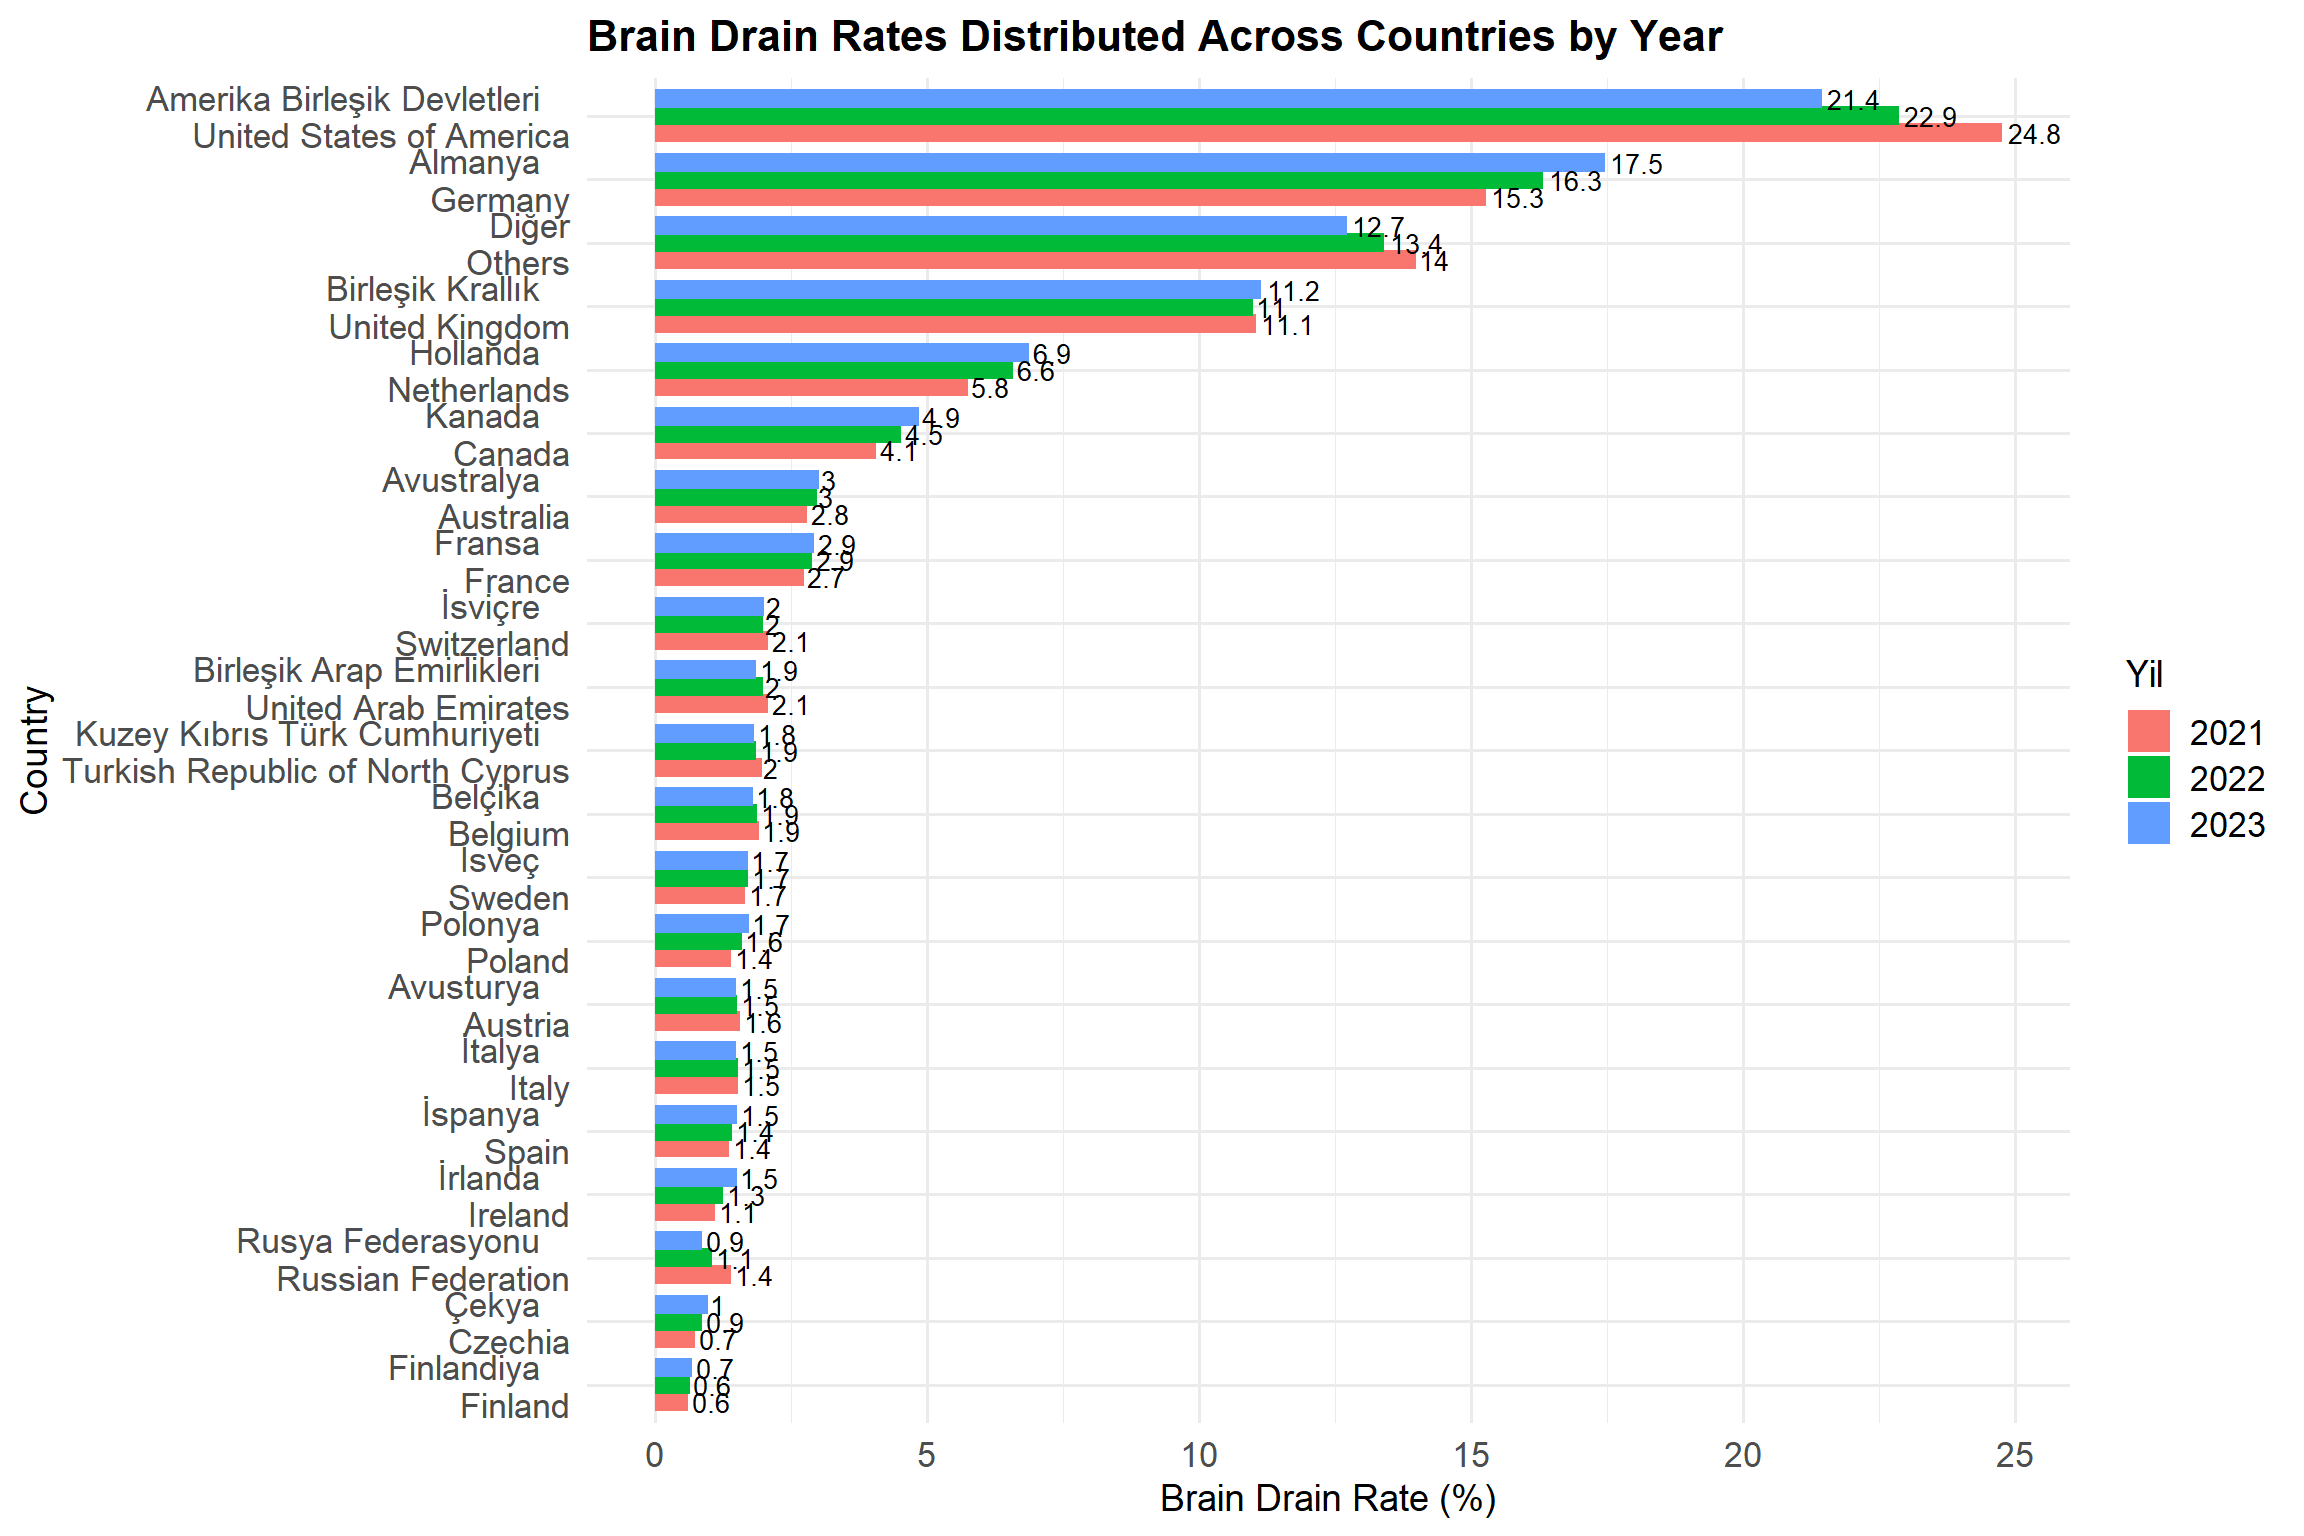 Brain Drain Rates Distributed Across Countries by Year
Amerika Birleşik Devletleri
United States of America
21.4
22.9
24.8
Almanya
Germany
17.5
16.3
15.3
Diğer
Others
12.7
13.4
14
Birleşik Krallık
United Kingdom
11.2
11
11.1
Hollanda
Netherlands
6.9
6.6
5.8
Kanada
Canada
4.9
4.5
4.1
Avustralya
Australia
3
3
2.8
Fransa
France
2.9
2.9
2.7
İsviçre
Switzerland
2
2
2.1
Birleşik Arap Emirlikleri
United Arab Emirates
1.9
2
2.1
Kuzey Kıbrıs Türk Cumhuriyeti
Turkish Republic of North Cyprus
1.8
1.9
2
Belçika
Belgium
1.8
1.9
1.9
İsveç
Sweden
1.7
1.7
1.7
Polonya
Poland
1.7
1.6
1.4
Avusturya
Austria
1.5
1.5
1.6
İtalya
Italy
1.5
1.5
1.5
İspanya
Spain
1.5
1.4
1.4
İrlanda
Ireland
1.5
1.3
1.1
Rusya Federasyonu
Russian Federation
0.9
1.1
1.4
Çekya
Czechia
1
0.9
0.7
Finlandiya
Finland
0.7
0.6
0.6
0 5 10 15 20 25
Brain Drain Rate (%)
Country
Yil
2021
2022
2023